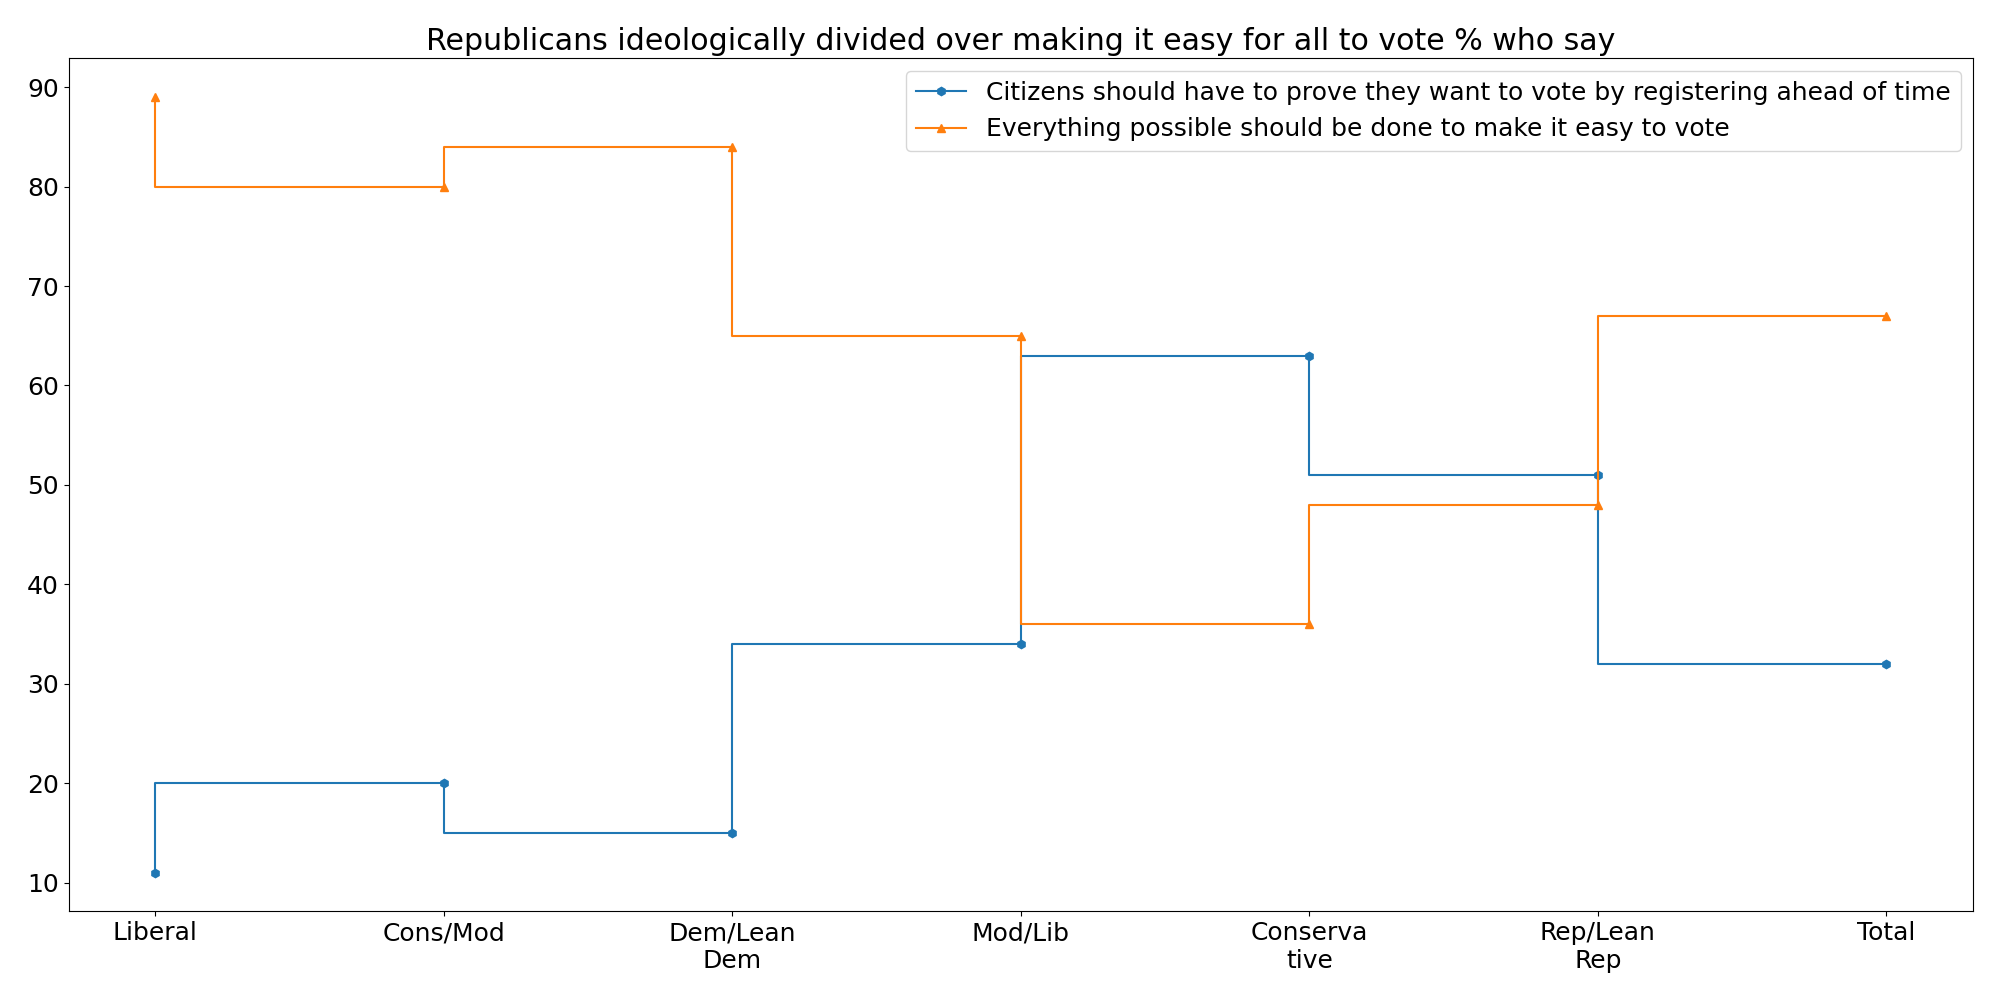 Republicans ideologically divided over making it easy for all to vote % who say
Citizens should have to prove they want to vote by registering ahead of time
Everything possible should be done to make it easy to vote
90
80
70
60
50
40
30
20
10
Liberal
Cons/Mod
Dem/Lean
Dem
Mod/Lib
Conserva
tive
Rep/Lean
Rep
Total